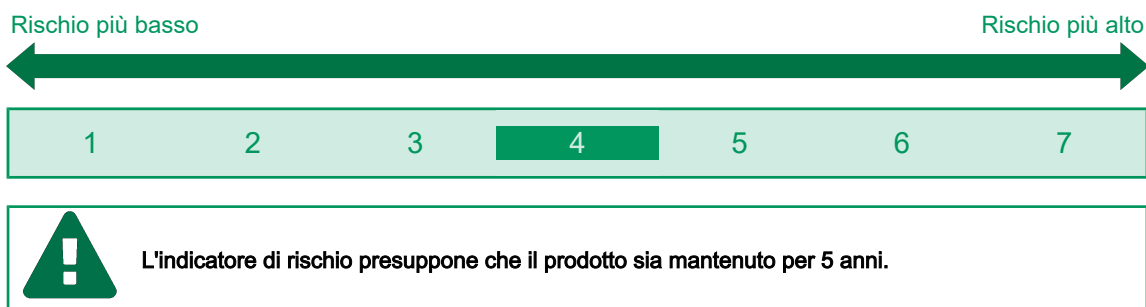 Rischio più basso Rischio più alto
1 2 3 4 5 6 7
L'indicatore di rischio presuppone che il prodotto sia mantenuto per 5 anni.